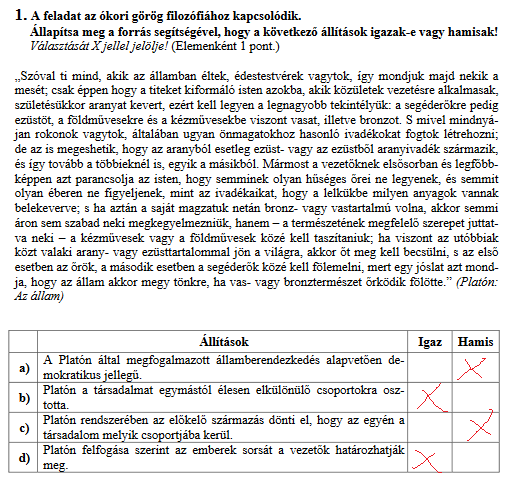 1. A feladat az ókori görög filozófiához kapcsolódik.
Állapítsa meg a forrás segítségével, hogy a következő állítások igazak-e vagy hamisak!
Választását X jellel jelölje! (Elemenként 1 pont.)
„Szóval ti mind, akik az államban éltek, édestestvérek vagytok, így mondjuk majd nekik a
mesét; csak éppen hogy a titeket kiformáló isten azokba, akik közületek vezetésre alkalmasak,
születésükkor aranyat kevert, ezért kell legyen a legnagyobb tekintélyük: a segéderőkre pedig
ezüstöt, a földművesekre és a kézművesekbe viszont vasat, illetve bronzot. S mivel mindnyá-
jan rokonok vagytok, általában ugyan önmagatokhoz hasonló ivadékokat fogtok létrehozni;
de az is megeshetik, hogy az aranyból esetleg ezüst- vagy az ezüstből aranyivadék származik,
és így tovább a többieknél is, egyik a másikból. Mármost a vezetőknek elsősorban és legfőbb-
képpen azt parancsolja az isten, hogy semminek olyan hűséges őrei ne legyenek, és semmit
olyan éberen ne figyeljenek, mint az ivadékaikat, hogy a lelkükbe milyen anyagok vannak
belekeverve; s ha aztán a saját magzatuk netán bronz- vagy vastartalmú volna, akkor semmi
áron sem szabad neki megkegyelmezniük, hanem – a természetének megfelelő szerepet juttat-
va neki – a kézművesek vagy a földművesek közé kell taszítaniuk; ha viszont az utóbbiak
közt valaki arany- vagy ezüsttartalommal jön a világra, akkor őt meg kell becsülni, s az első
esetben az őrök, a második esetben a segéderők közé kell fölemelni, mert egy jóslat azt mond-
ja, hogy az állam akkor megy tönkre, ha vas- vagy bronztermészet őrködik fölötte.” (Platón:
Az állam)
Állítások Igaz Hamis
a) A Platón által megfogalmazott államberendezkedés alapvetően de-
mokratikus jellegű. X
b) Platón a társadalmat egymástól élesen elkülönülő csoportokra osz-
totta. X
c) Platón rendszerében az előkelő származás dönti el, hogy az egyén a
társadalom melyik csoportjába kerül. X
d) Platón felfogása szerint az emberek sorsát a vezetők határozhatják
meg. X